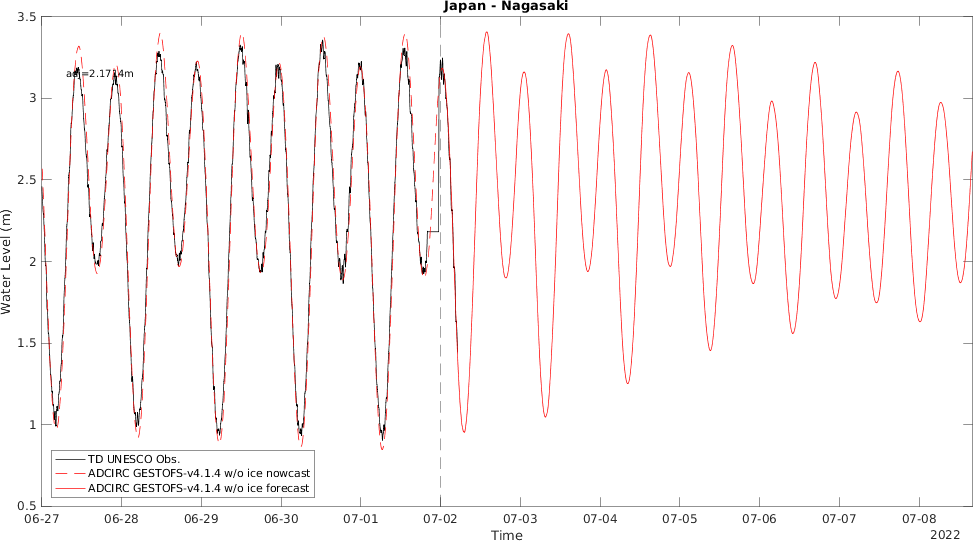 Japan - Nagasaki
3.5
3
2.5
2
1.5
1
0.5
Water Level (m)
=2.1714m
TD UNESCO Obs.
ADCIRC GESTOFS-v4.1.4 w/o ice nowcast
ADCIRC GESTOFS-v4.1.4 w/o ice forecast
06-27 06-28 06-29 06-30 07-01 07-02 07-03 07-04 07-05 07-06 07-07 07-08
Time
2022